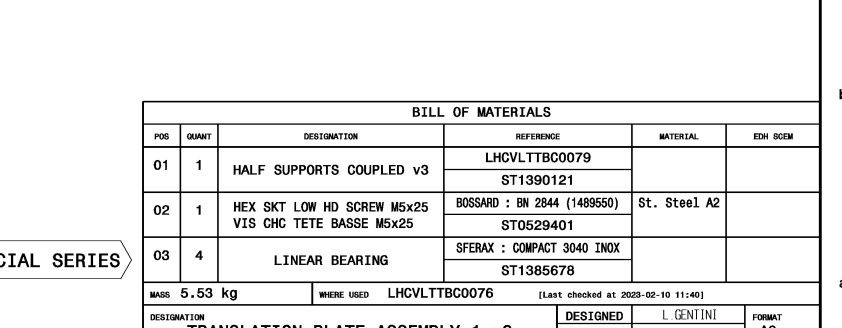 BILL OF MATERIALS
POS QUANT DESIGNATION REFERENCE MATERIAL EDH SCEM
01 1 HALF SUPPORTS COUPLED v3 LHCVLTTBC0079
ST1390121
02 1 HEX SKT LOW HD SCREW M5x25 BOSSARD : BN 2844 (1489550) St. Steel A2
VIS CHC TETE BASSE M5x25 ST0529401
CIAL SERIES
03 4 LINEAR BEARING SFERAX : COMPACT 3040 INOX
ST1385678
MASS 5.53 kg WHERE USED LHCVLTTBC0076 [Last checked at 2023-02-10 11:40]
DESIGNATION DESIGNED L.GENTINI FORMAT
TRANSLATION PLATE ASSEMBLY